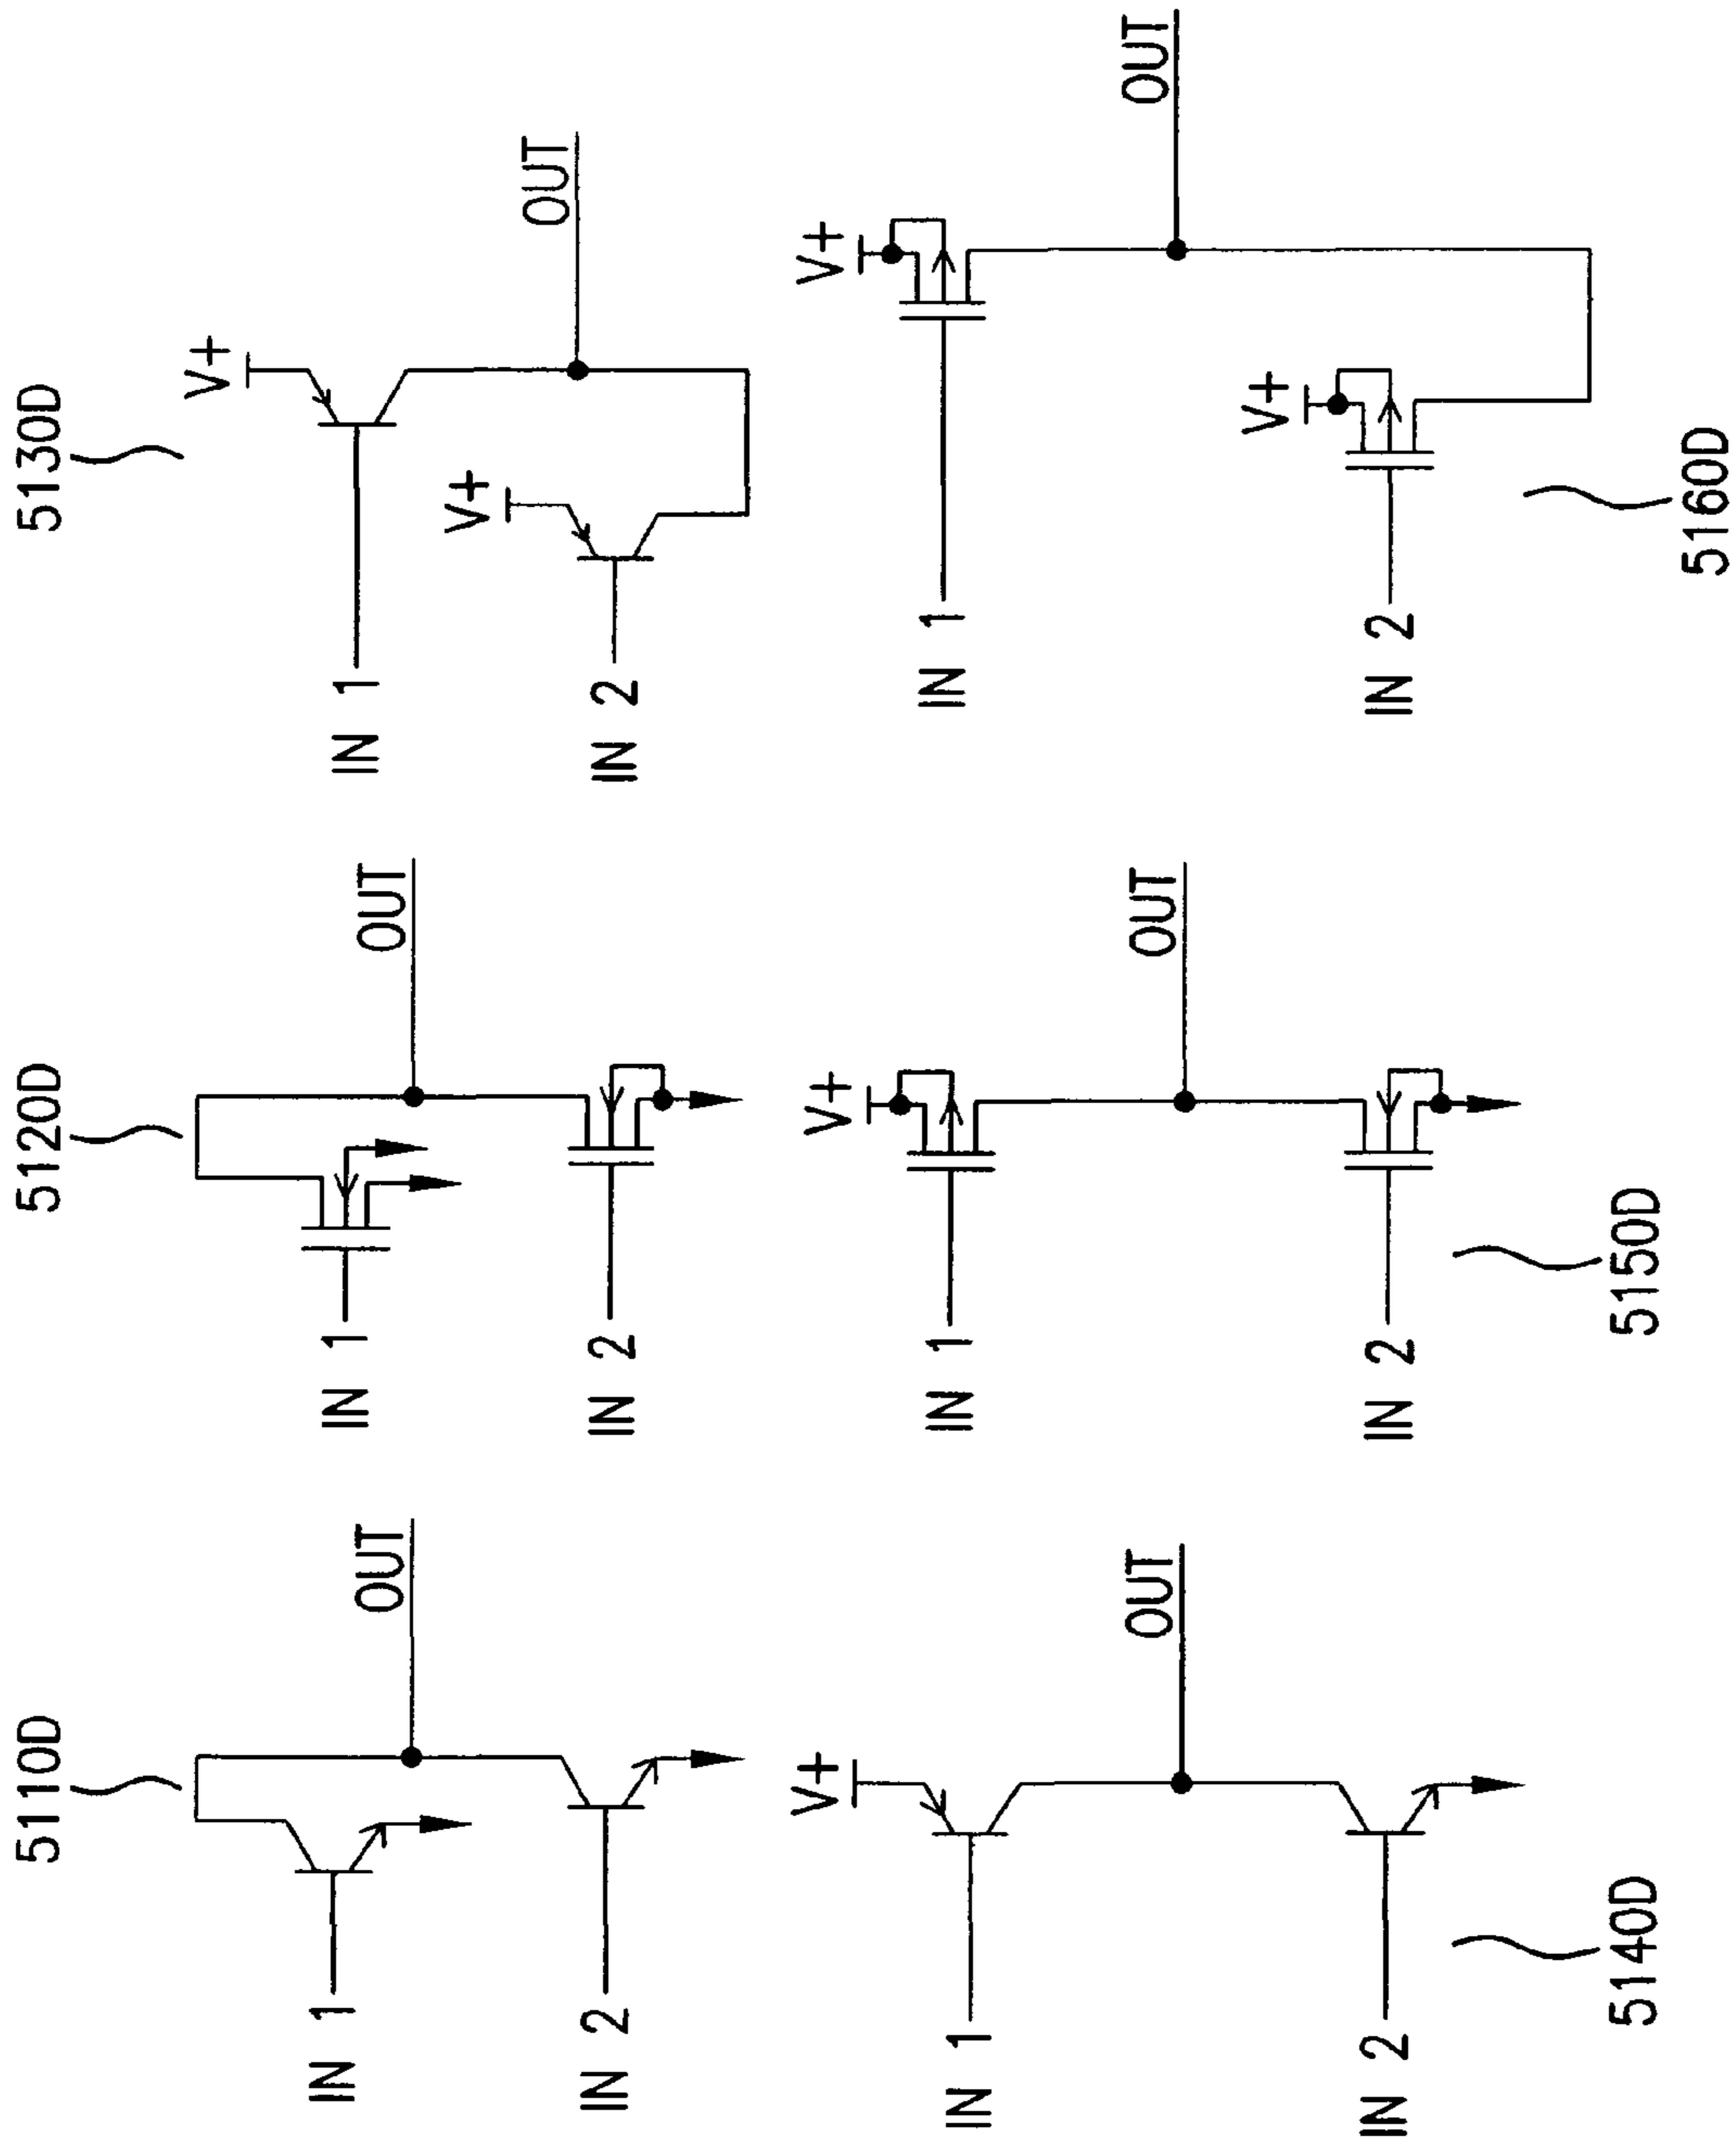 5110D
IN 1
IN 2
OUT
5120D
IN 1
IN 2
OUT
5130D
V+
V+
IN 1
IN 2
OUT
V+
IN 1
IN 2
OUT
5140D
V+
IN 1
IN 2
OUT
5150D
V+
V+
IN 1
IN 2
OUT
5160D